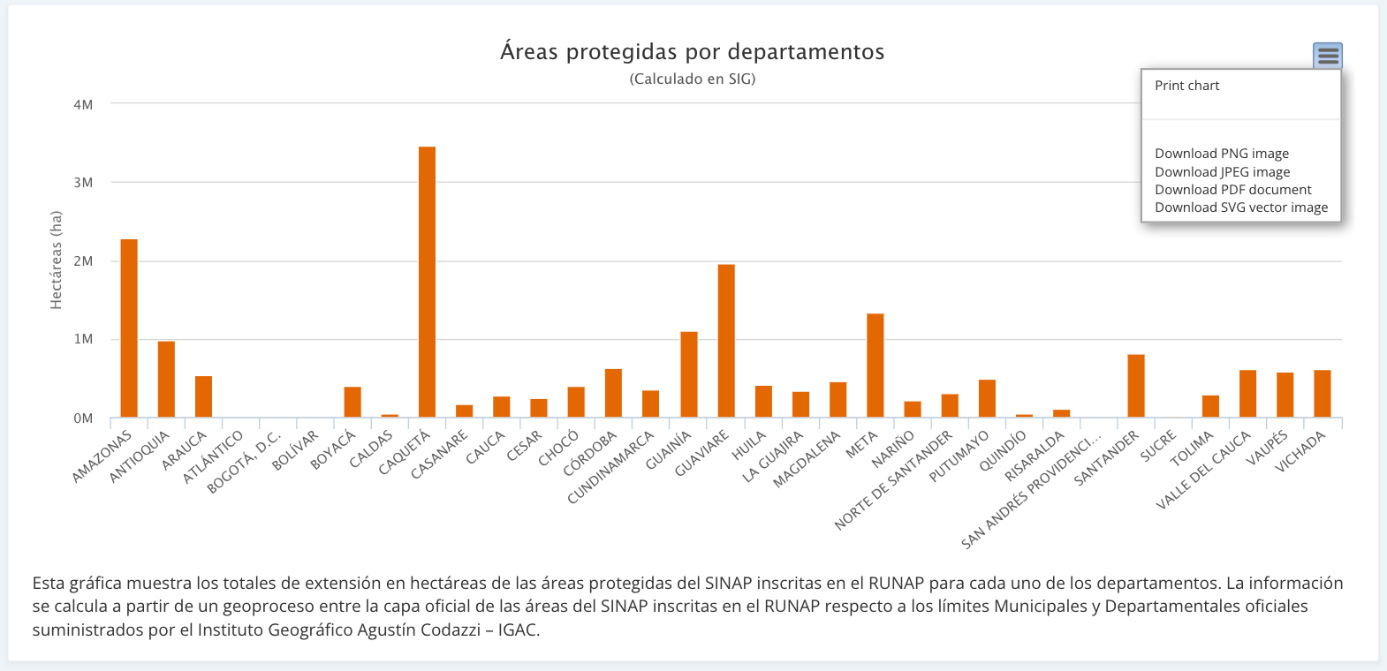 Áreas protegidas por departamentos
(Calculado en SIG)
Print chart
Download PNG image
Download JPEG image
Download PDF document
Download SVG vector image
Hectáreas (ha)
4M
3M
2M
1M
0M
AMAZONAS
ANTIOQUIA
ARAUCA
ATLÁNTICO
BOGOTÁ, D.C.
BOLÍVAR
BOYACÁ
CALDAS
CAQUETÁ
CASANARE
CAUCA
CESAR
CHOCÓ
CÓRDOBA
CUNDINAMARCA
GUAINÍA
GUAVIARE
HUILA
LA GUAJIRA
MAGDALENA
META
NARIÑO
NORTE DE SANTANDER
PUTUMAYO
QUINDÍO
RISARALDA
SAN ANDRÉS PROVIDENCI...
SANTANDER
SUCRE
TOLIMA
VALLE DEL CAUCA
VAUPÉS
VICHADA
Esta gráfica muestra los totales de extensión en hectáreas de las áreas protegidas del SINAP inscritas en el RUNAP para cada uno de los departamentos. La información
se calcula a partir de un geoproceso entre la capa oficial de las áreas del SINAP inscritas en el RUNAP respecto a los límites Municipales y Departamentales oficiales
suministrados por el Instituto Geográfico Agustín Codazzi – IGAC.